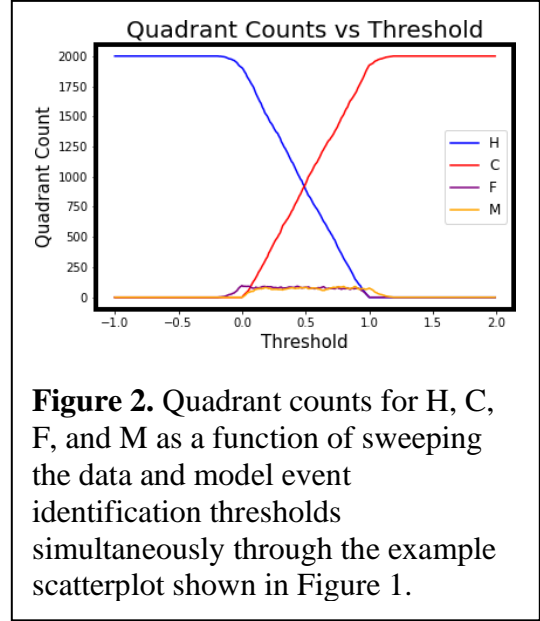 Quadrant Counts vs Threshold
Quadrant Count
2000
1750
1500
1250
1000
750
500
250
0
H
C
F
M
−1.0 −0.5 0.0 0.5 1.0 1.5 2.0
Threshold
Figure 2. Quadrant counts for H, C,
F, and M as a function of sweeping
the data and model event
identification thresholds
simultaneously through the example
scatterplot shown in Figure 1.